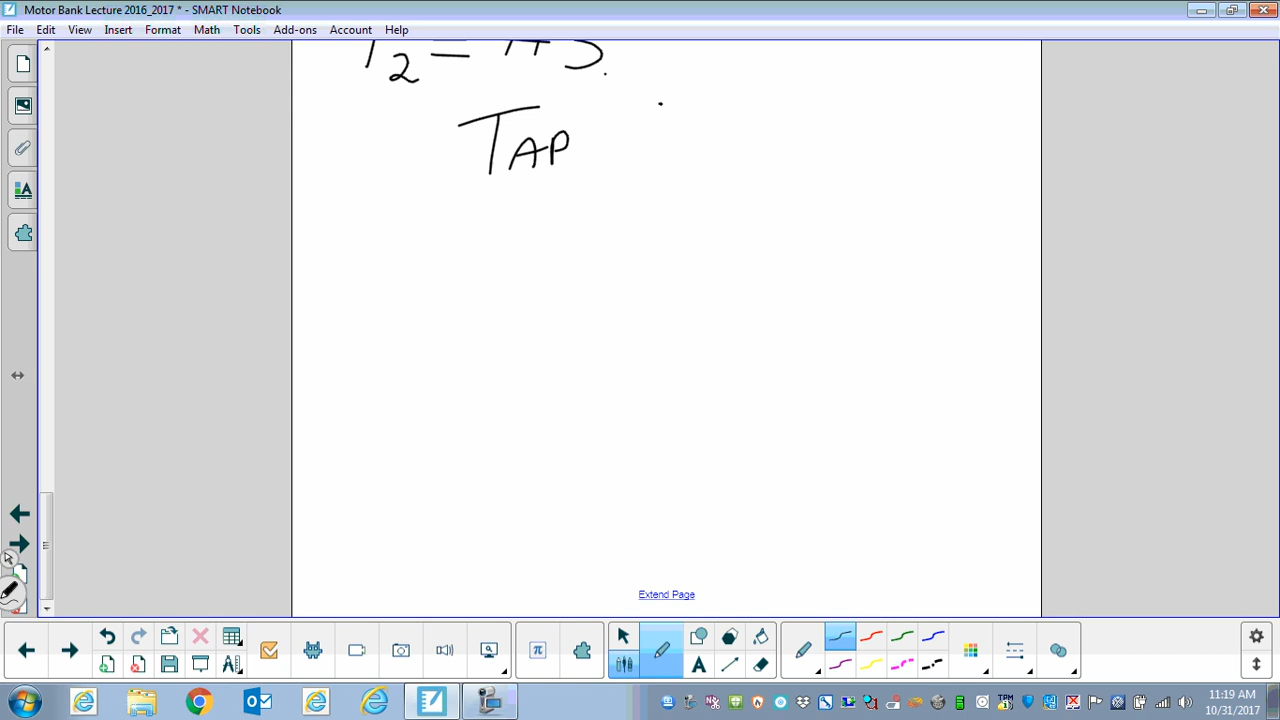 Motor Bank Lecture 2016_2017 * - SMART Notebook
File Edit View Insert Format Math Tools Add-ons Account Help
2 =
TAP
Extend Page
11:19 AM
10/31/2017